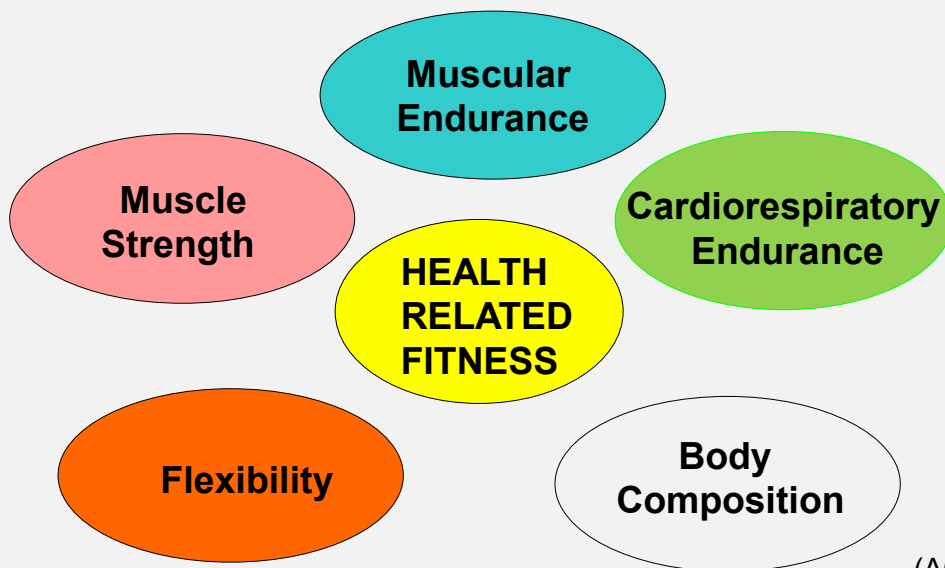 Muscular
Endurance
Muscle
Strength
Cardiorespiratory
Endurance
HEALTH
RELATED
FITNESS
Flexibility
Body
Composition